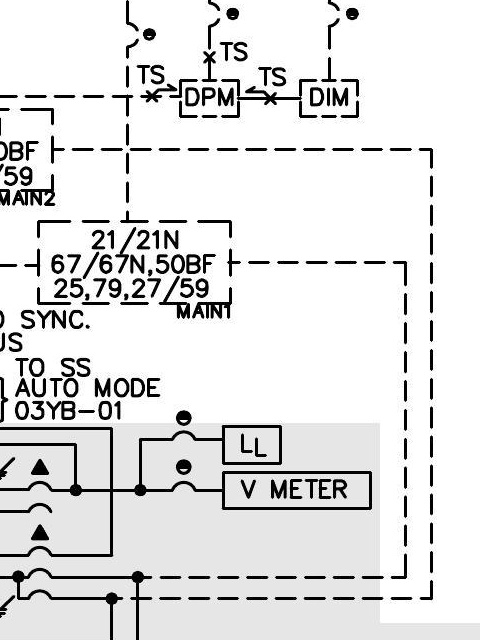 TS
TS
TS
DPM
DIM
0BF
/59
MAIN2
21/21N
67/67N,50BF
25,79,27/59
MAIN1
SYNC.
US
TO SS
AUTO MODE
03YB-01
LL
V METER